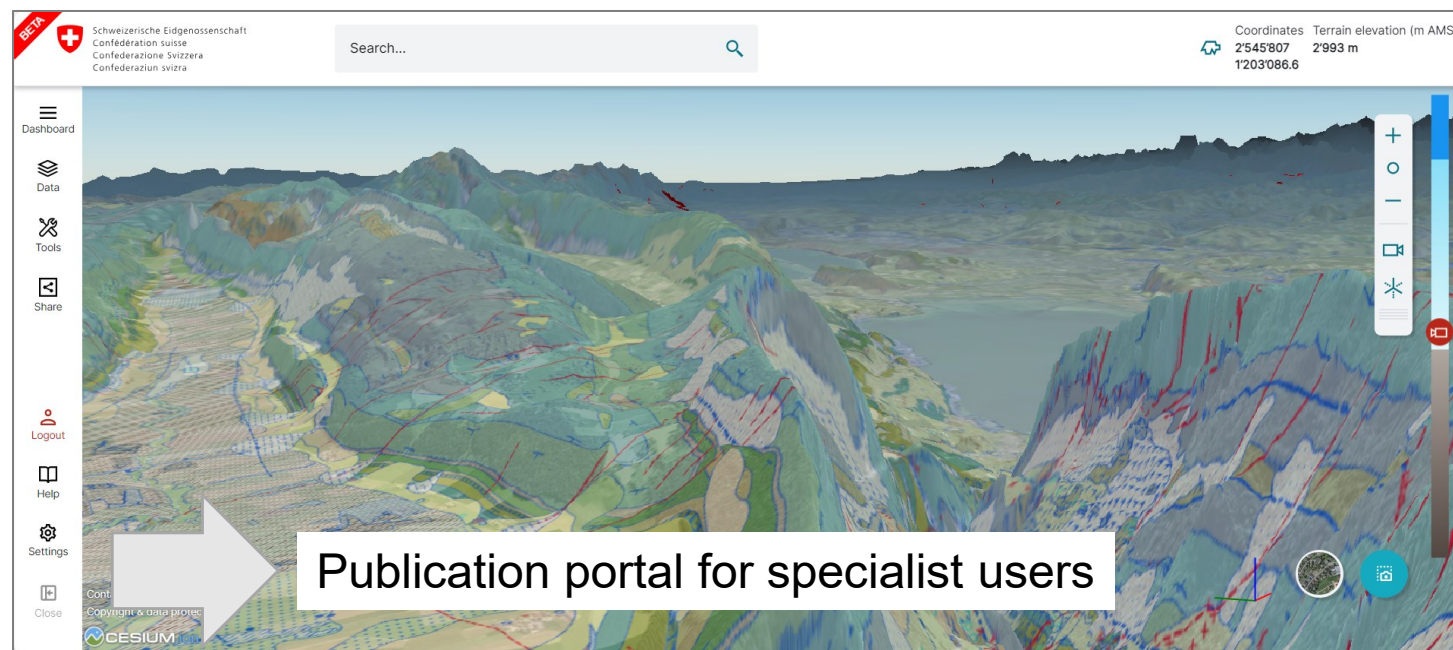 BETA
Schweizerische Eidgenossenschaft
Confédération suisse
Confederazione Svizzera
Confederaziun svizra
Search...
Coordinates
2'545'807
1'203'086.6
Terrain elevation (m AMS
2'993 m
Dashboard
Data
Tools
Share
Logout
Help
Settings
Close
Publication portal for specialist users
Cont
Copyright & data protec
CESIUM